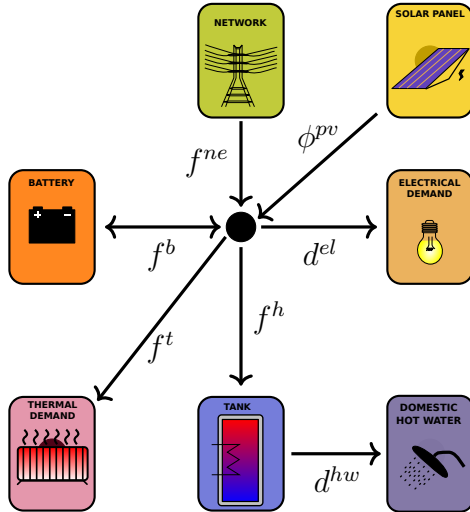 NETWORK
SOLAR PANEL
f^{ne}
ϕ^{pv}
BATTERY
+ −
ELECTRICAL
DEMAND
f^{b}
d^{el}
f^{t}
f^{h}
THERMAL
DEMAND
TANK
DOMESTIC
HOT WATER
d^{hw}